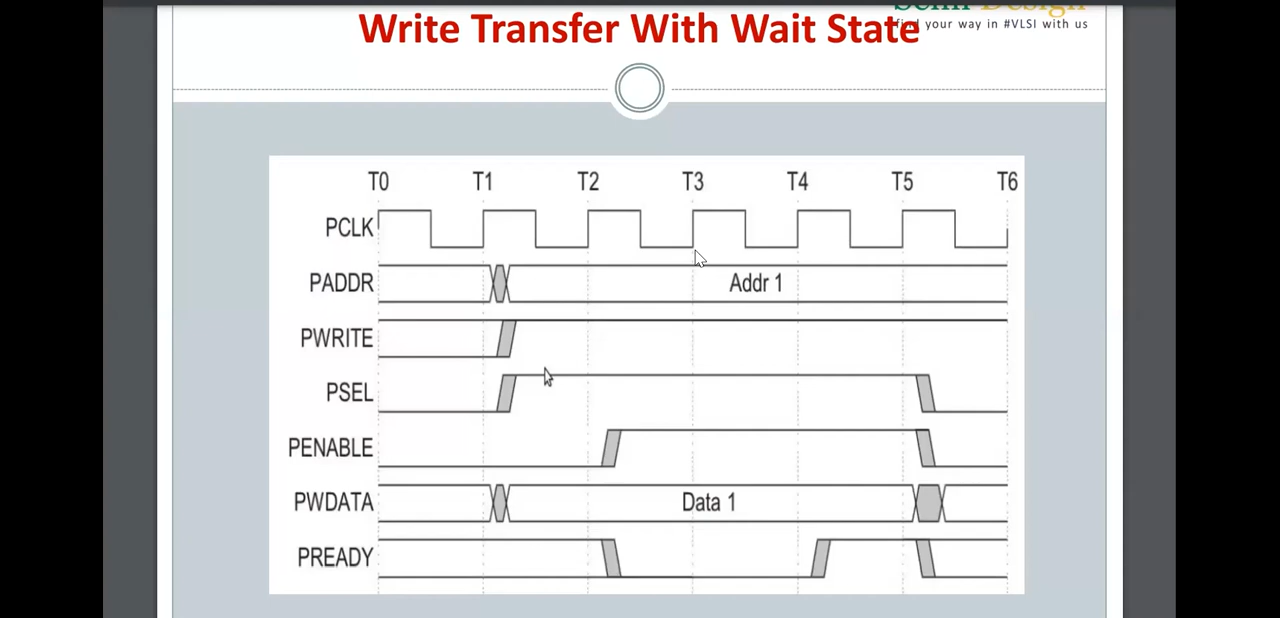 Write Transfer With Wait State
find your way in #VLSI with us
T0 T1 T2 T3 T4 T5 T6
PCLK
PADDR Addr 1
PWRITE
PSEL
PENABLE
PWDATA Data 1
PREADY